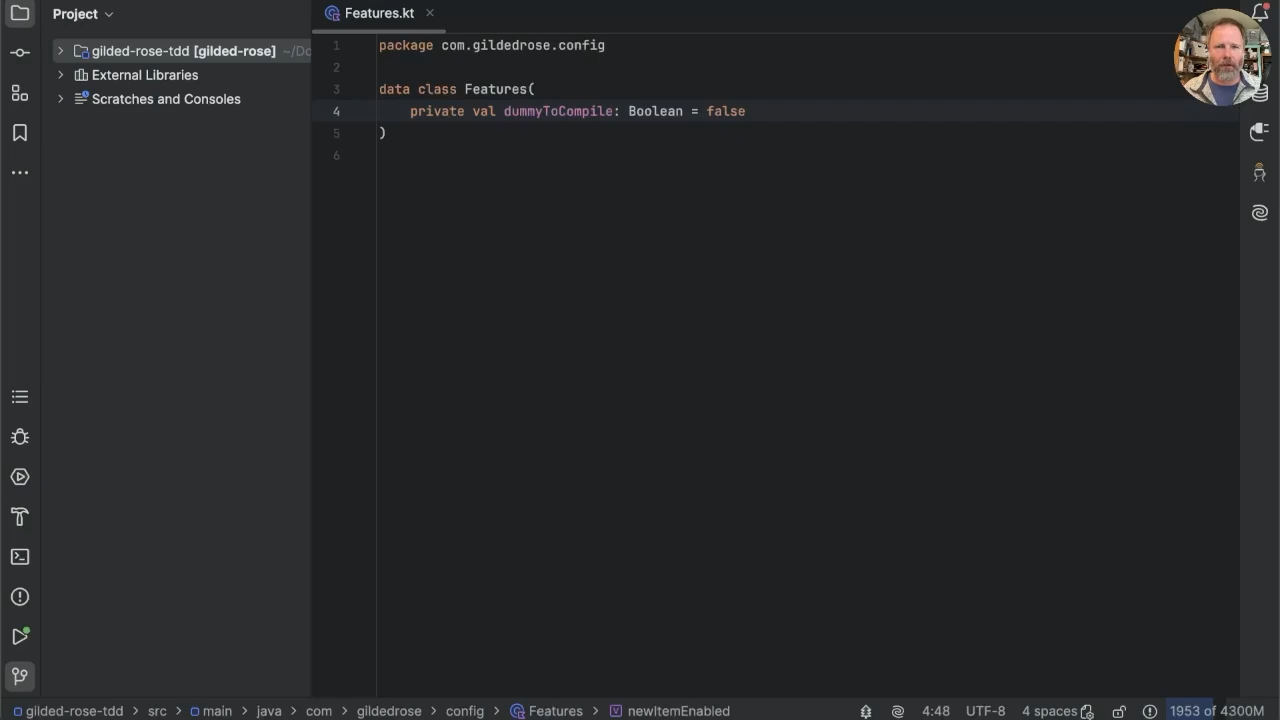 Project
Features.kt
gilded-rose-tdd [gilded-rose] ~/Do
External Libraries
Scratches and Consoles
1 package com.gildedrose.config
2
3 data class Features(
4 private val dummyToCompile: Boolean = false
5 )
6
gilded-rose-tdd > src > main > java > com > gildedrose > config > Features > newItemEnabled
4:48 UTF-8 4 spaces 1953 of 4300M